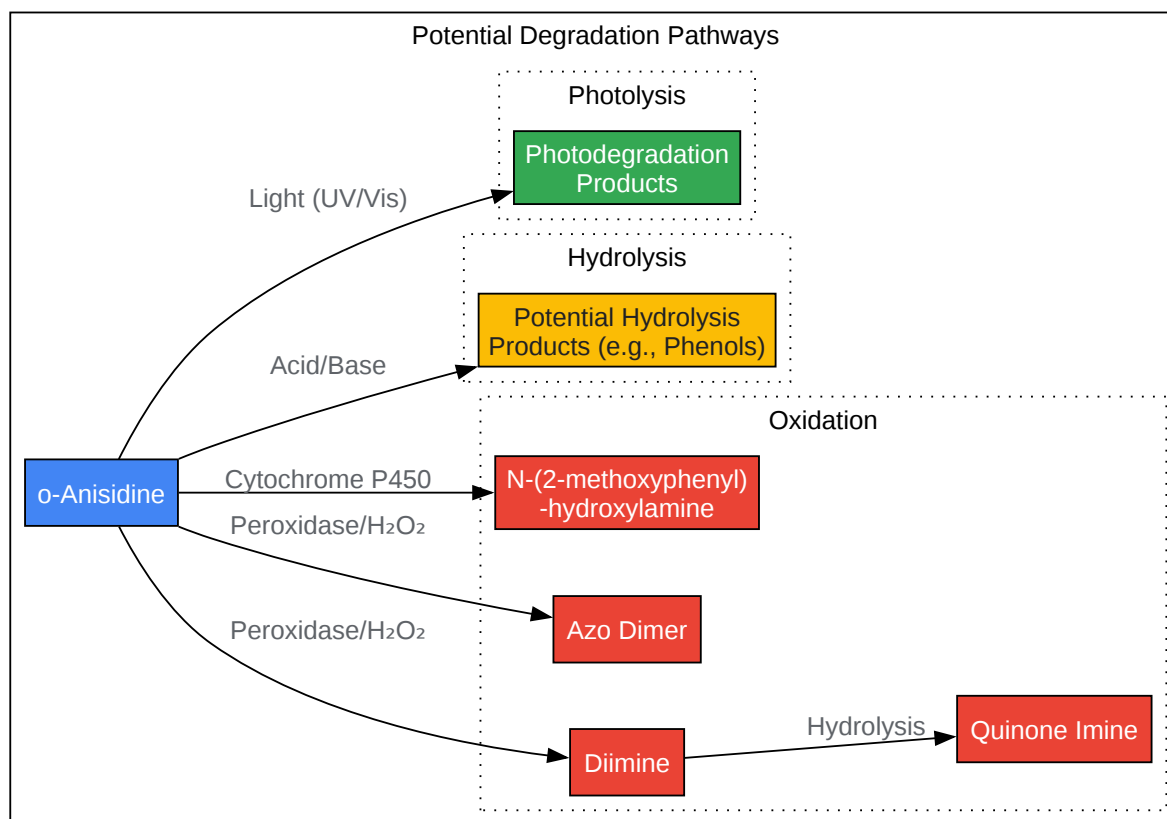 Potential Degradation Pathways
Photolysis
Photodegradation
Products
Light (UV/Vis)
Hydrolysis
Potential Hydrolysis
Products (e.g., Phenols)
Acid/Base
Oxidation
o-Anisidine
Cytochrome P450
N-(2-methoxyphenyl)
-hydroxylamine
Peroxidase/H₂O₂
Azo Dimer
Peroxidase/H₂O₂
Diimine
Hydrolysis
Quinone Imine